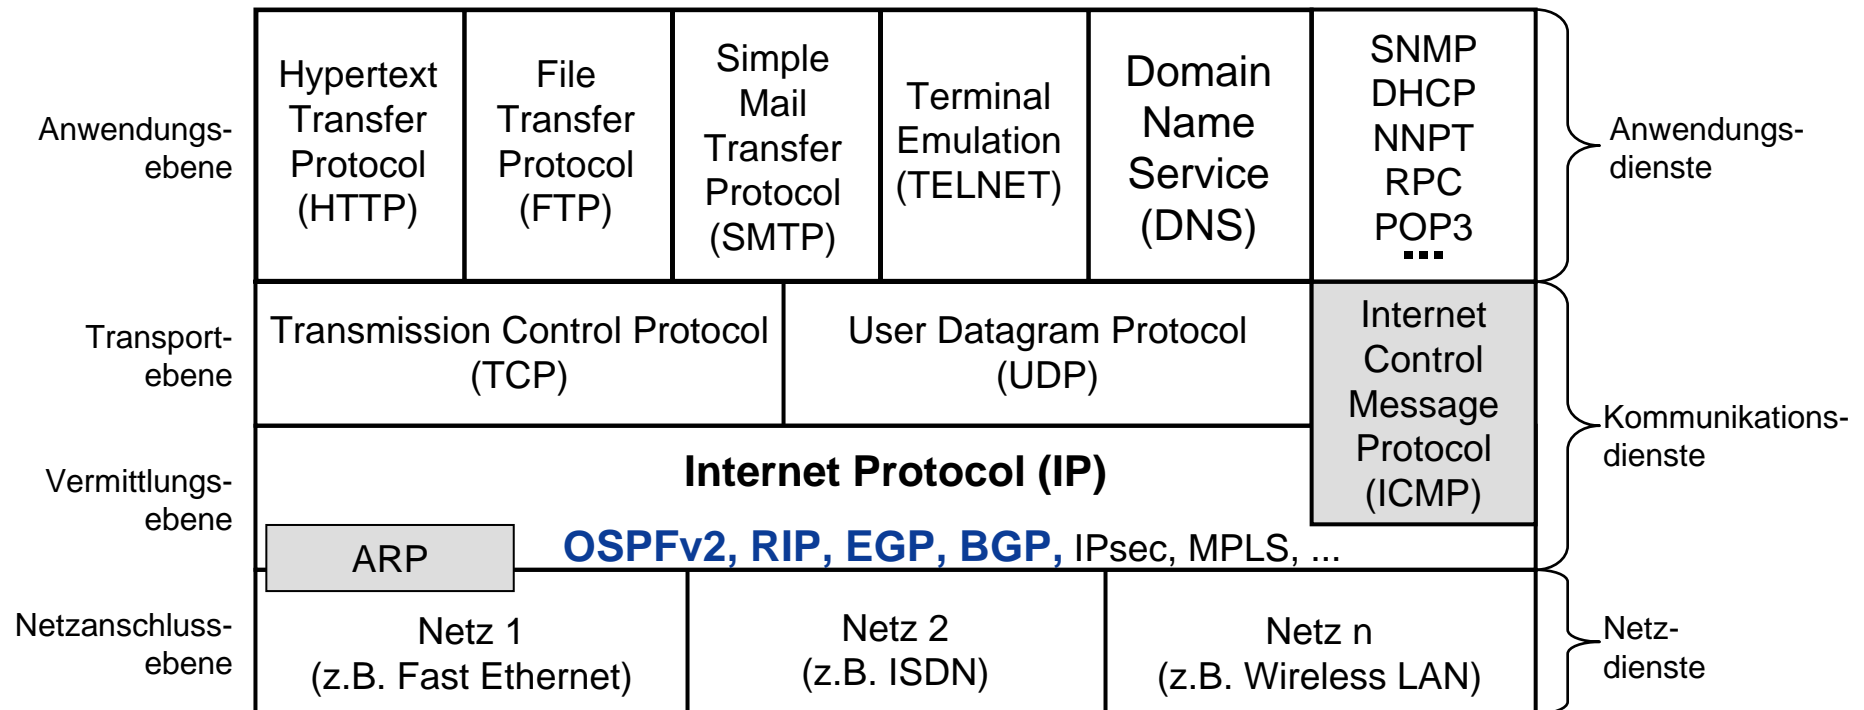 Anwendungs-
ebene
Hypertext
Transfer
Protocol
(HTTP)
File
Transfer
Protocol
(FTP)
Simple
Mail
Transfer
Protocol
(SMTP)
Terminal
Emulation
(TELNET)
Domain
Name
Service
(DNS)
SNMP
DHCP
NNPT
RPC
POP3
...
Anwendungs-
dienste
Transport-
ebene
Transmission Control Protocol
(TCP)
User Datagram Protocol
(UDP)
Internet
Control
Message
Protocol
(ICMP)
Kommunikations-
dienste
Vermittlungs-
ebene
Internet Protocol (IP)
ARP
OSPFv2, RIP, EGP, BGP, IPsec, MPLS, ...
Netzanschluss-
ebene
Netz 1
(z.B. Fast Ethernet)
Netz 2
(z.B. ISDN)
Netz n
(z.B. Wireless LAN)
Netz-
dienste